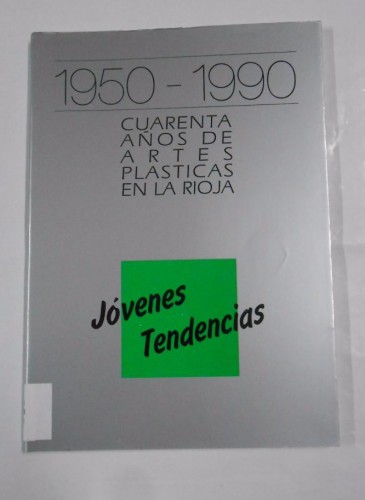 1950 - 1990
CUARENTA
AÑOS DE
ARTES
PLASTICAS
EN LA RIOJA
Jóvenes
Tendencias